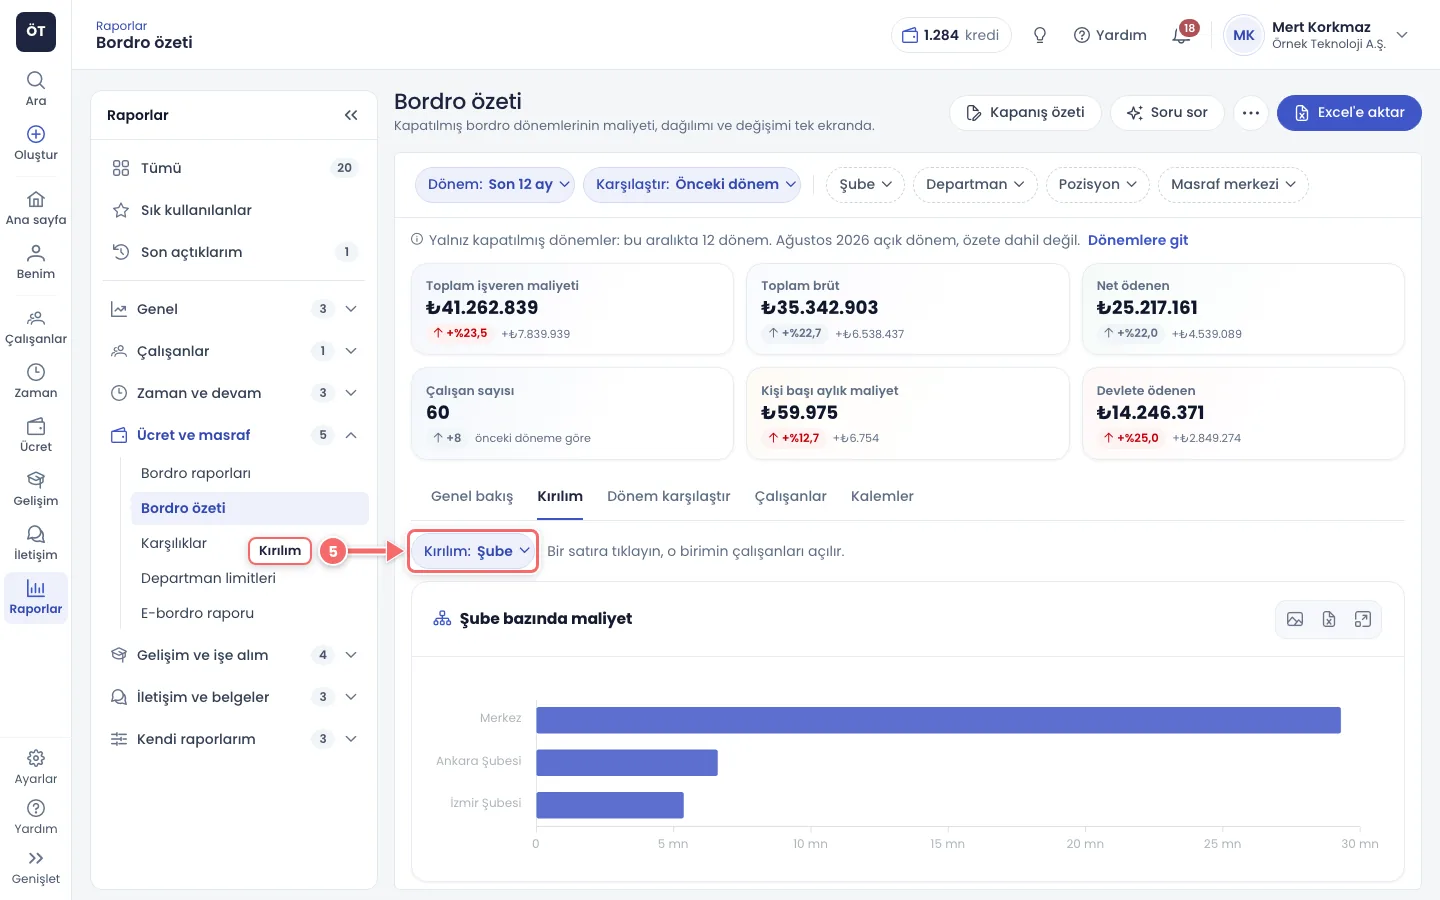 ÖT
Ara
Oluştur
Ana sayfa
Benim
Çalışanlar
Zaman
Ücret
Gelişim
İletişim
Raporlar
Ayarlar
Yardım
Genişlet
Raporlar
Bordro özeti
1.284 kredi
Yardım
18
MK
Mert Korkmaz
Örnek Teknoloji A.Ş.
Raporlar
Tümü 20
Sık kullanılanlar
Son açtıklarım 1
Genel 3
Çalışanlar 1
Zaman ve devam 3
Ücret ve masraf 5
Bordro raporları
Bordro özeti
Karşılıklar
Departman limitleri
E-bordro raporu
Gelişim ve işe alım 4
İletişim ve belgeler 3
Kendi raporlarım 3
Kırılım 5
Bordro özeti
Kapatılmış bordro dönemlerinin maliyeti, dağılımı ve değişimi tek ekranda.
Kapanış özeti
Soru sor
Excel'e aktar
Dönem: Son 12 ay
Karşılaştır: Önceki dönem
Şube
Departman
Pozisyon
Masraf merkezi
Yalnız kapatılmış dönemler: bu aralıkta 12 dönem. Ağustos 2026 açık dönem, özete dahil değil. Dönemlere git
Toplam işveren maliyeti
₺41.262.839
↑ +%23,5 +₺7.839.939
Toplam brüt
₺35.342.903
↑ +%22,7 +₺6.538.437
Net ödenen
₺25.217.161
↑ +%22,0 +₺4.539.089
Çalışan sayısı
60
↑ +8 önceki döneme göre
Kişi başı aylık maliyet
₺59.975
↑ +%12,7 +₺6.754
Devlete ödenen
₺14.246.371
↑ +%25,0 +₺2.849.274
Genel bakış
Kırılım
Dönem karşılaştır
Çalışanlar
Kalemler
Kırılım: Şube
Bir satıra tıklayın, o birimin çalışanları açılır.
Şube bazında maliyet
Merkez
Ankara Şubesi
İzmir Şubesi
0 5 mn 10 mn 15 mn 20 mn 25 mn 30 mn